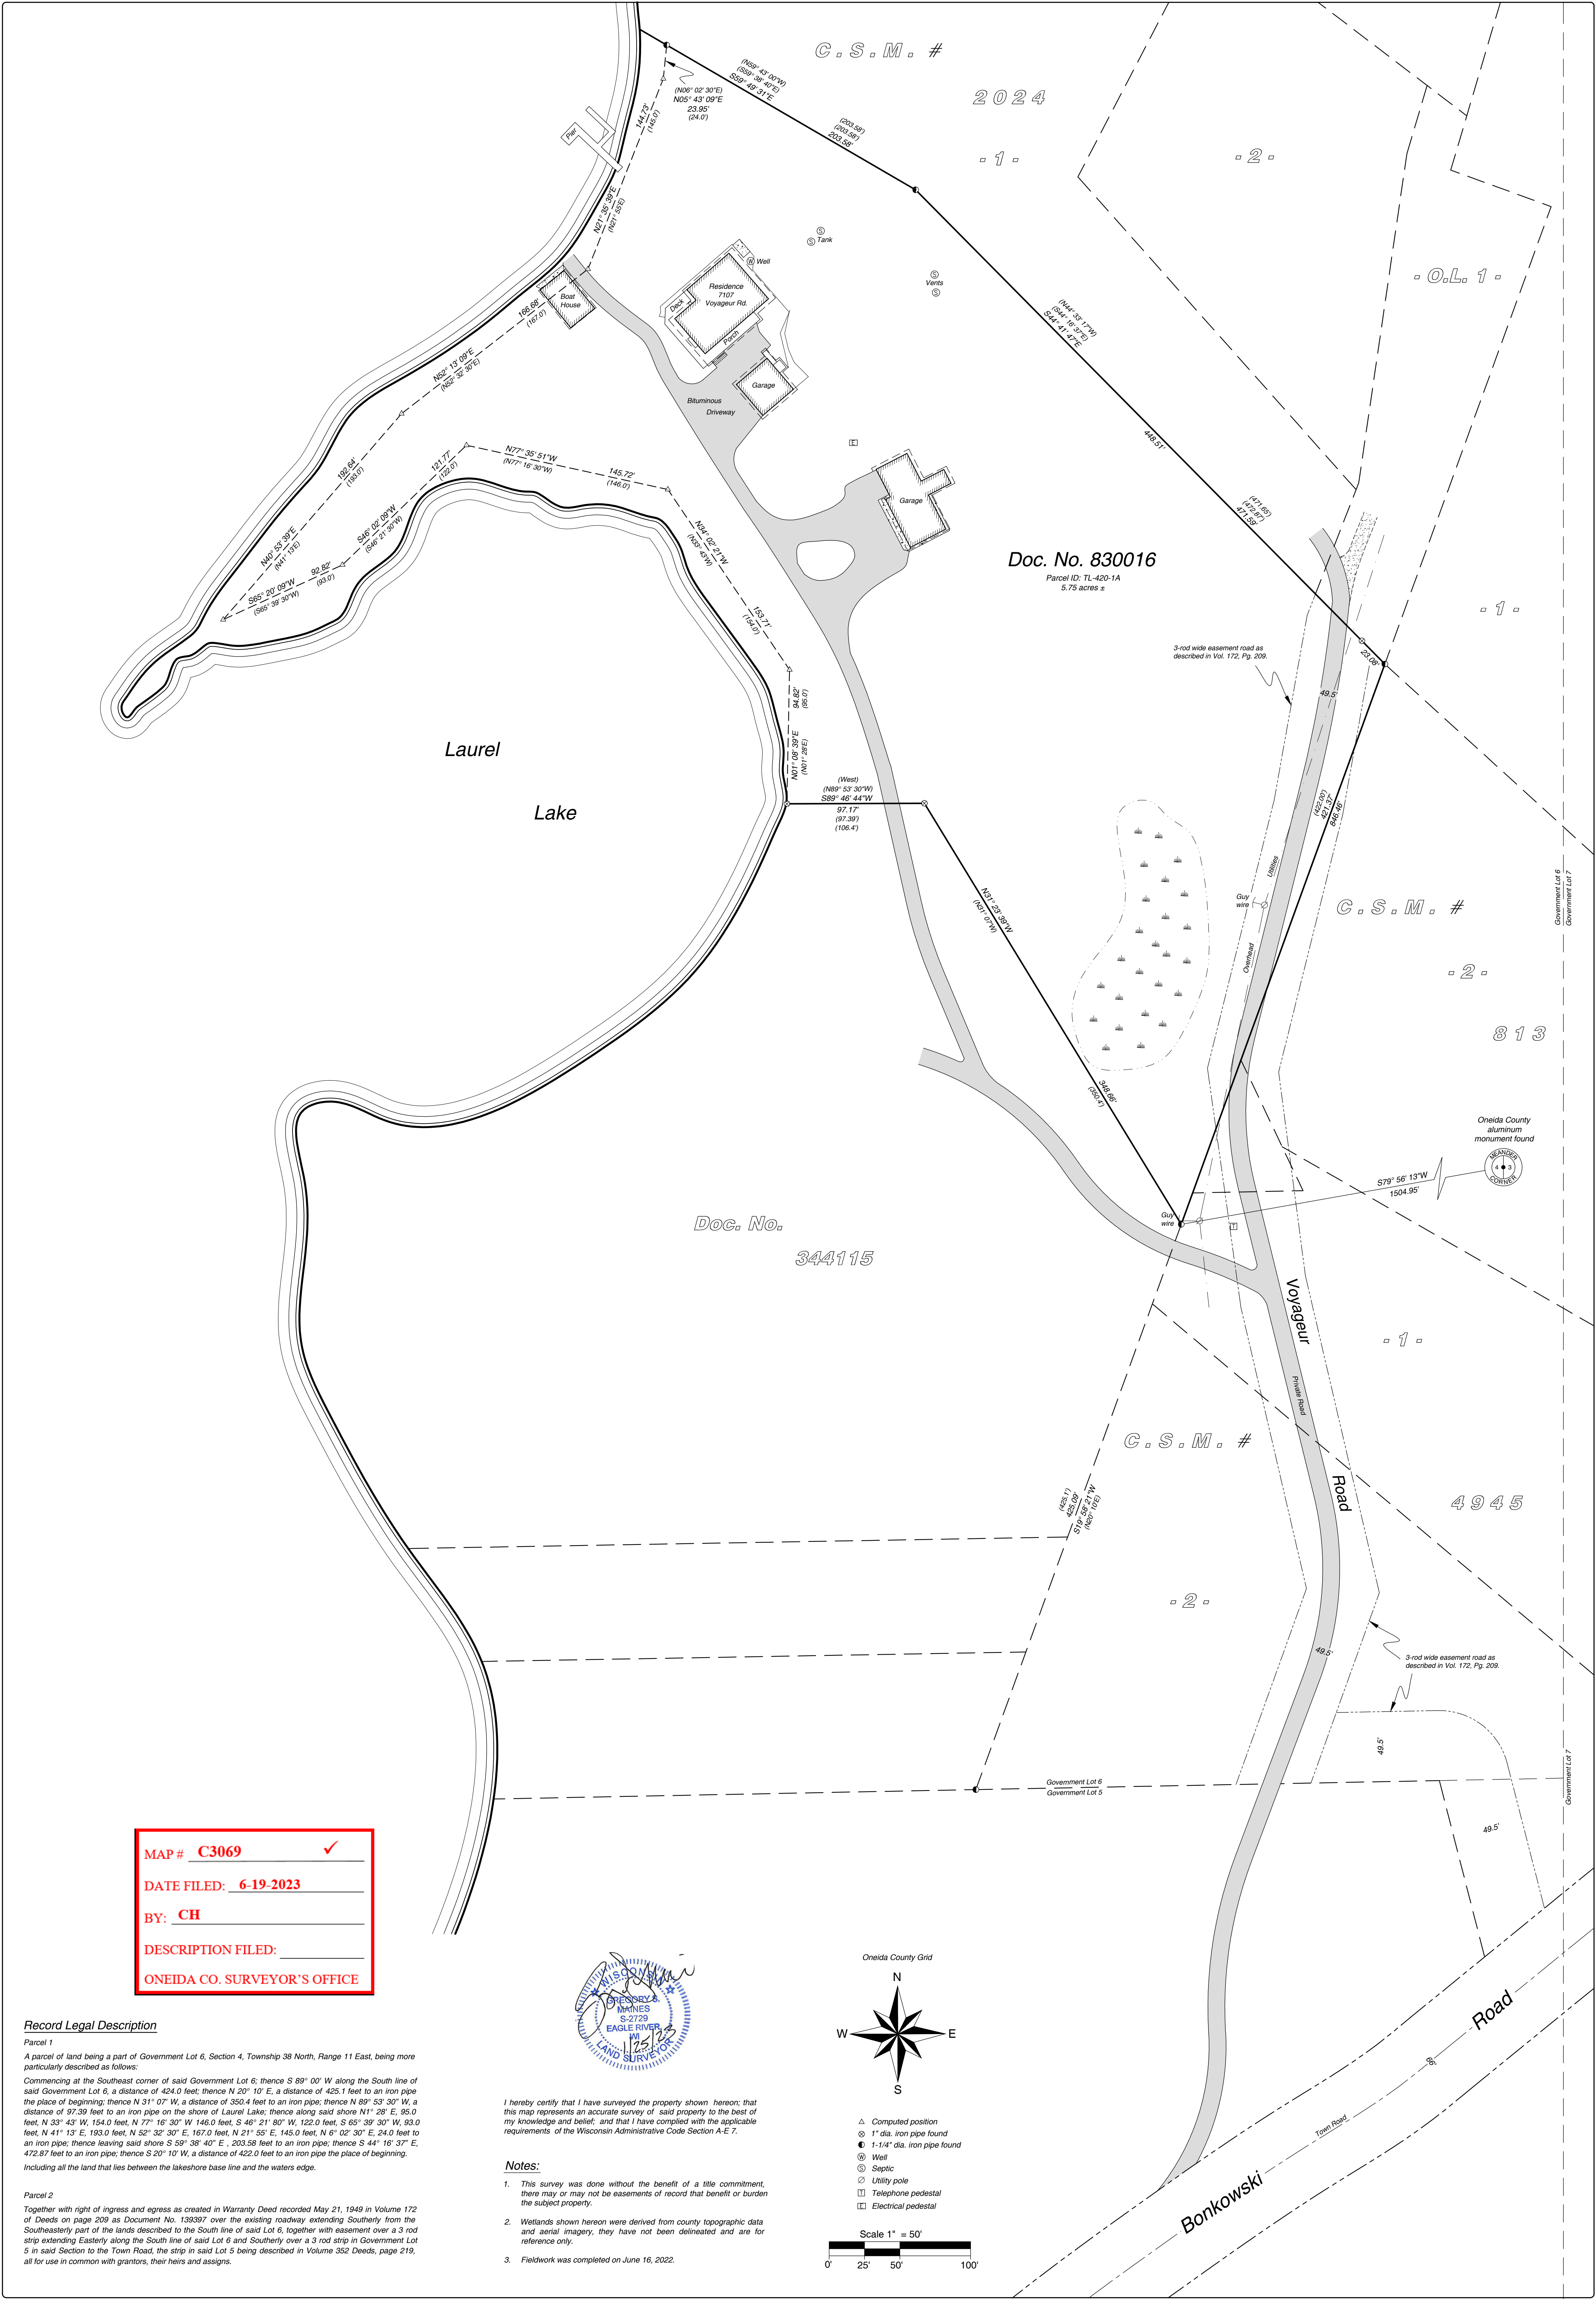 C.S.M. #
2024
- 1 -
- 2 -
- O.L. 1 -
(N59° 43' 00"W)
(S59° 38' 40"E)
S59° 49' 31"E
(203.58')
(203.58')
203.58'
(N06° 02' 30"E)
N05° 43' 09"E
23.95'
(24.0')
144.73'
(145.0')
N21° 35' 39"E
(N21° 55'E)
Pier
S
S Tank
W Well
S
Vents
S
Residence
7107
Voyageur Rd.
Deck
Porch
Boat
House
Garage
Bituminous
Driveway
E
Garage
166.68'
(167.0')
N52° 13' 09"E
(N52° 32' 30"E)
192.64'
(193.0')
N40° 53' 39"E
(N41° 13'E)
121.77'
(122.0')
S46° 02' 09"W
(S46° 21' 30"W)
92.82'
(93.0')
S65° 20' 09"W
(S65° 39' 30"W)
N77° 35' 51"W
(N77° 16' 30"W)
145.72'
(146.0')
N34° 02' 21"W
(N33° 43'W)
153.71'
(154.0')
94.82'
(95.0')
N01° 08' 39"E
(N01° 28'E)
(N44° 33' 17"W)
(S44° 16' 37"E)
S44° 41' 47"E
448.51'
(471.65')
(472.87')
471.59'
23.08'
Doc. No. 830016
Parcel ID: TL-420-1A
5.75 acres ±
- 1 -
3-rod wide easement road as
described in Vol. 172, Pg. 209.
49.5'
Laurel
Lake
(West)
(N89° 53' 30"W)
S89° 46' 44"W
97.17'
(97.39')
(106.4')
(422.00')
421.37'
846.46'
N31° 23' 39"W
(N31° 07'W)
348.66'
(350.4')
Utilities
Overhead
Guy
wire
Government Lot 6
Government Lot 7
C.S.M. #
- 2 -
813
Oneida County
aluminum
monument found
MEANDER
4 3
CORNER
S79° 56' 13"W
1504.95'
Guy
wire
T
Doc. No.
344115
Voyageur
Private Road
Road
- 1 -
C.S.M. #
4945
(425.1')
425.09'
S19° 58' 21"W
(N20° 10'E)
- 2 -
49.5'
3-rod wide easement road as
described in Vol. 172, Pg. 209.
49.5'
Government Lot 6
Government Lot 5
Government Lot 7
49.5'
MAP # C3069 ✓
DATE FILED: 6-19-2023
BY: CH
DESCRIPTION FILED:
ONEIDA CO. SURVEYOR'S OFFICE
WISCONSIN
GREGORY S.
MAINES
S-2729
EAGLE RIVER,
WI
1/25/23
LAND SURVEYOR
Oneida County Grid
N
W E
S
Road
66'
Town Road
Bonkowski
Record Legal Description
Parcel 1
A parcel of land being a part of Government Lot 6, Section 4, Township 38 North, Range 11 East, being more
particularly described as follows:
Commencing at the Southeast corner of said Government Lot 6; thence S 89° 00' W along the South line of
said Government Lot 6, a distance of 424.0 feet; thence N 20° 10' E, a distance of 425.1 feet to an iron pipe
the place of beginning; thence N 31° 07' W, a distance of 350.4 feet to an iron pipe; thence N 89° 53' 30" W, a
distance of 97.39 feet to an iron pipe on the shore of Laurel Lake; thence along said shore N1° 28' E, 95.0
feet, N 33° 43' W, 154.0 feet, N 77° 16' 30" W 146.0 feet, S 46° 21' 80" W, 122.0 feet, S 65° 39' 30" W, 93.0
feet, N 41° 13' E, 193.0 feet, N 52° 32' 30" E, 167.0 feet, N 21° 55' E, 145.0 feet, N 6° 02' 30" E, 24.0 feet to
an iron pipe; thence leaving said shore S 59° 38' 40" E , 203.58 feet to an iron pipe; thence S 44° 16' 37" E,
472.87 feet to an iron pipe; thence S 20° 10' W, a distance of 422.0 feet to an iron pipe the place of beginning.
Including all the land that lies between the lakeshore base line and the waters edge.
Parcel 2
Together with right of ingress and egress as created in Warranty Deed recorded May 21, 1949 in Volume 172
of Deeds on page 209 as Document No. 139397 over the existing roadway extending Southerly from the
Southeasterly part of the lands described to the South line of said Lot 6, together with easement over a 3 rod
strip extending Easterly along the South line of said Lot 6 and Southerly over a 3 rod strip in Government Lot
5 in said Section to the Town Road, the strip in said Lot 5 being described in Volume 352 Deeds, page 219,
all for use in common with grantors, their heirs and assigns.
I hereby certify that I have surveyed the property shown hereon; that
this map represents an accurate survey of said property to the best of
my knowledge and belief; and that I have complied with the applicable
requirements of the Wisconsin Administrative Code Section A-E 7.
Notes:
1. This survey was done without the benefit of a title commitment,
there may or may not be easements of record that benefit or burden
the subject property.
2. Wetlands shown hereon were derived from county topographic data
and aerial imagery, they have not been delineated and are for
reference only.
3. Fieldwork was completed on June 16, 2022.
Computed position
1" dia. iron pipe found
1-1/4" dia. iron pipe found
W Well
S Septic
Utility pole
T Telephone pedestal
E Electrical pedestal
Scale 1" = 50'
0' 25' 50' 100'